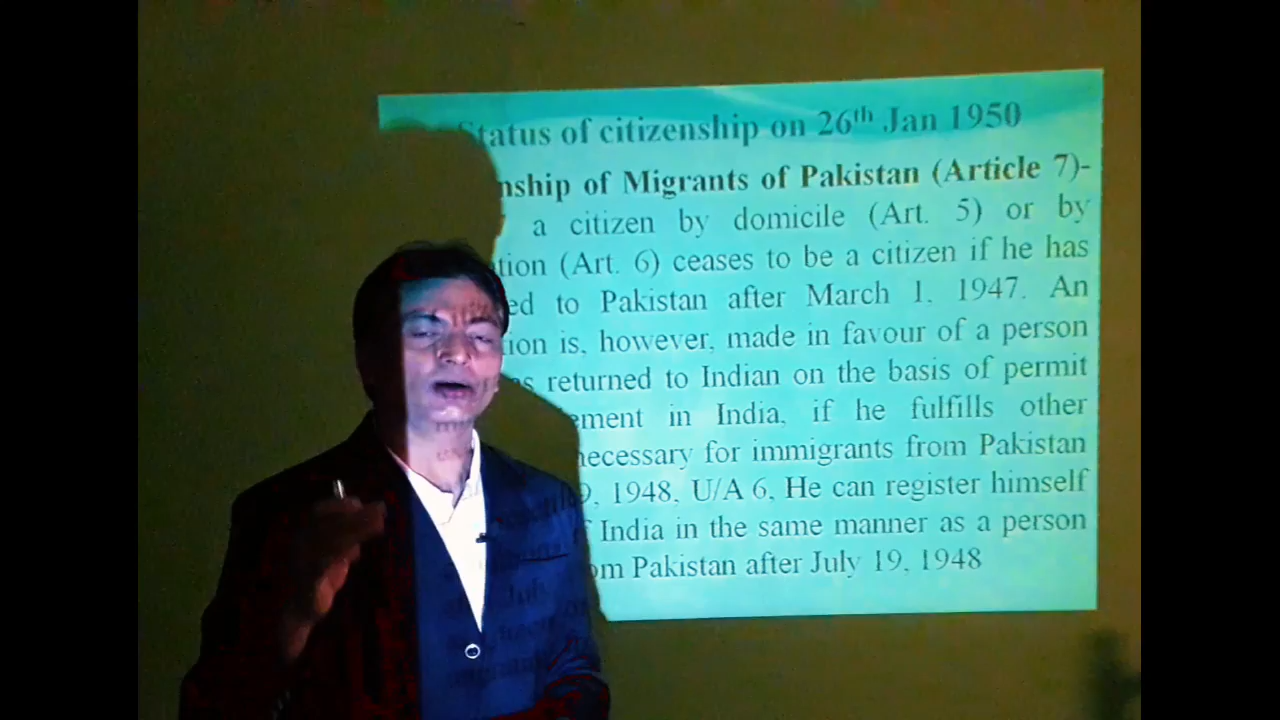 Status of citizenship on 26th Jan 1950
nship of Migrants of Pakistan (Article 7)-
a citizen by domicile (Art. 5) or by
tion (Art. 6) ceases to be a citizen if he has
ed to Pakistan after March 1, 1947. An
ion is, however, made in favour of a person
s returned to Indian on the basis of permit
ement in India, if he fulfills other
necessary for immigrants from Pakistan
9, 1948, U/A 6. He can register himself
India in the same manner as a person
om Pakistan after July 19, 1948